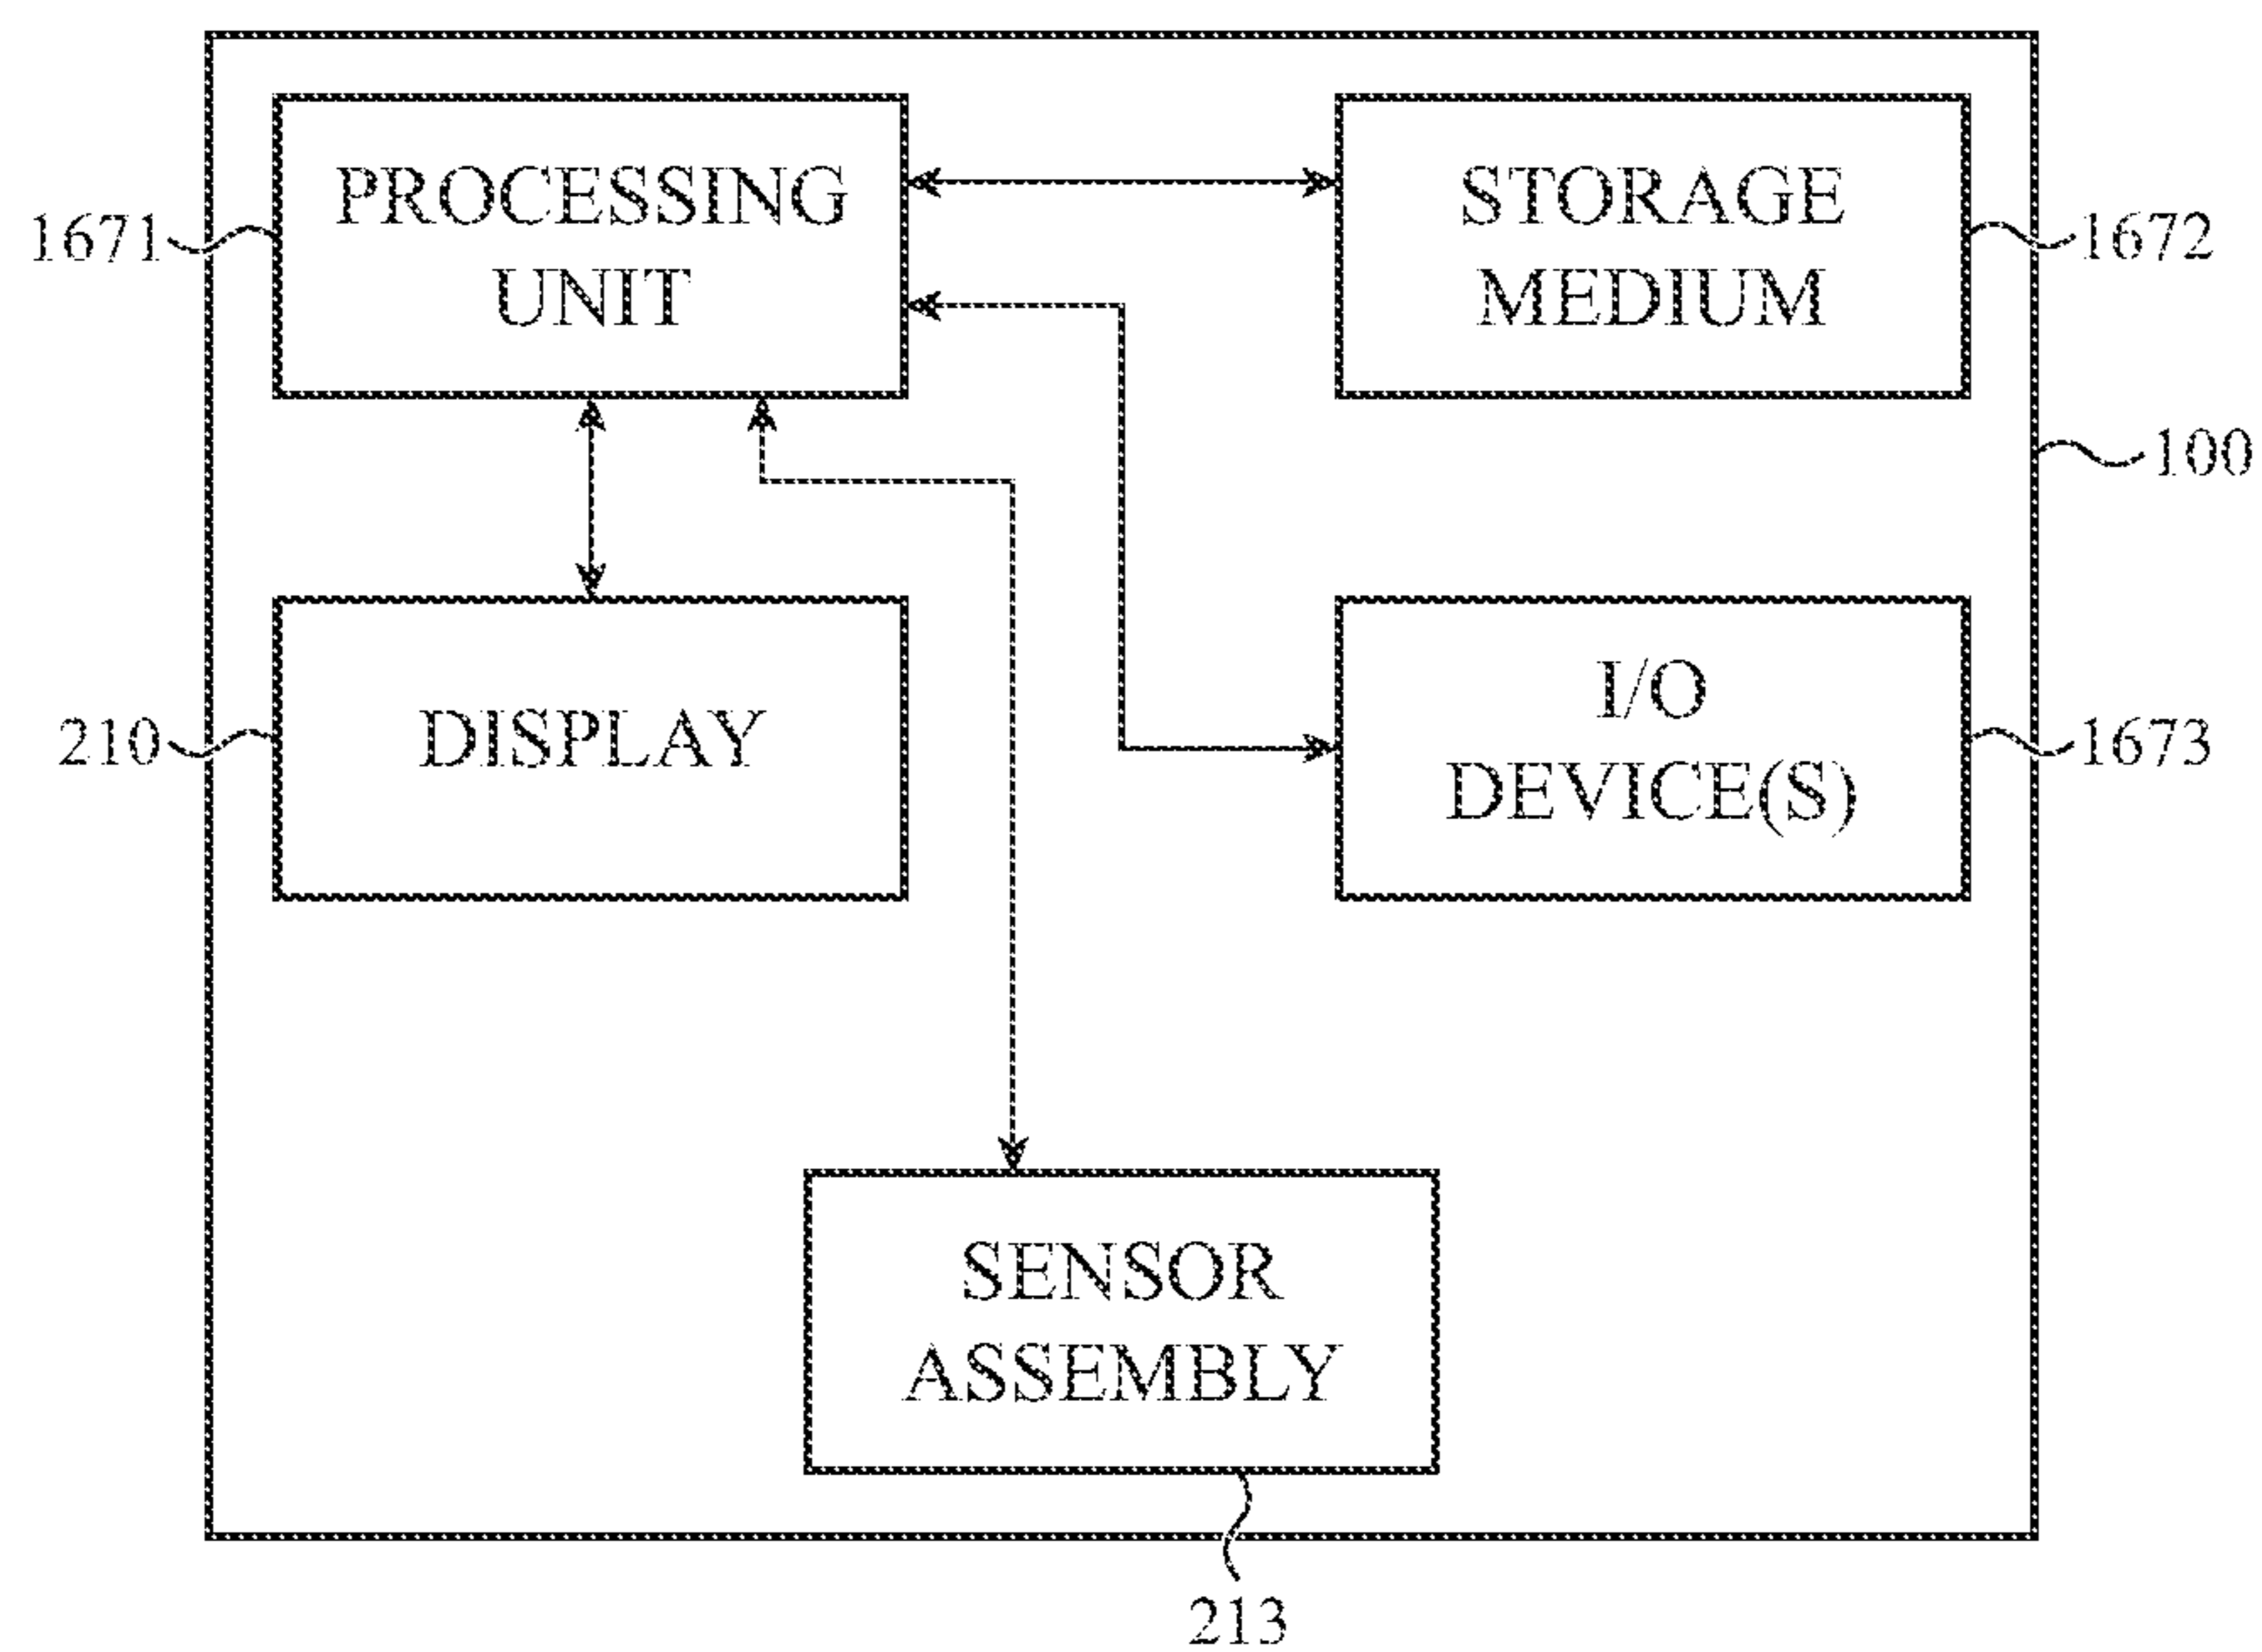 PROCESSING
UNIT
STORAGE
MEDIUM
1671
1672
100
DISPLAY
I/O
DEVICE(S)
210
1673
SENSOR
ASSEMBLY
213